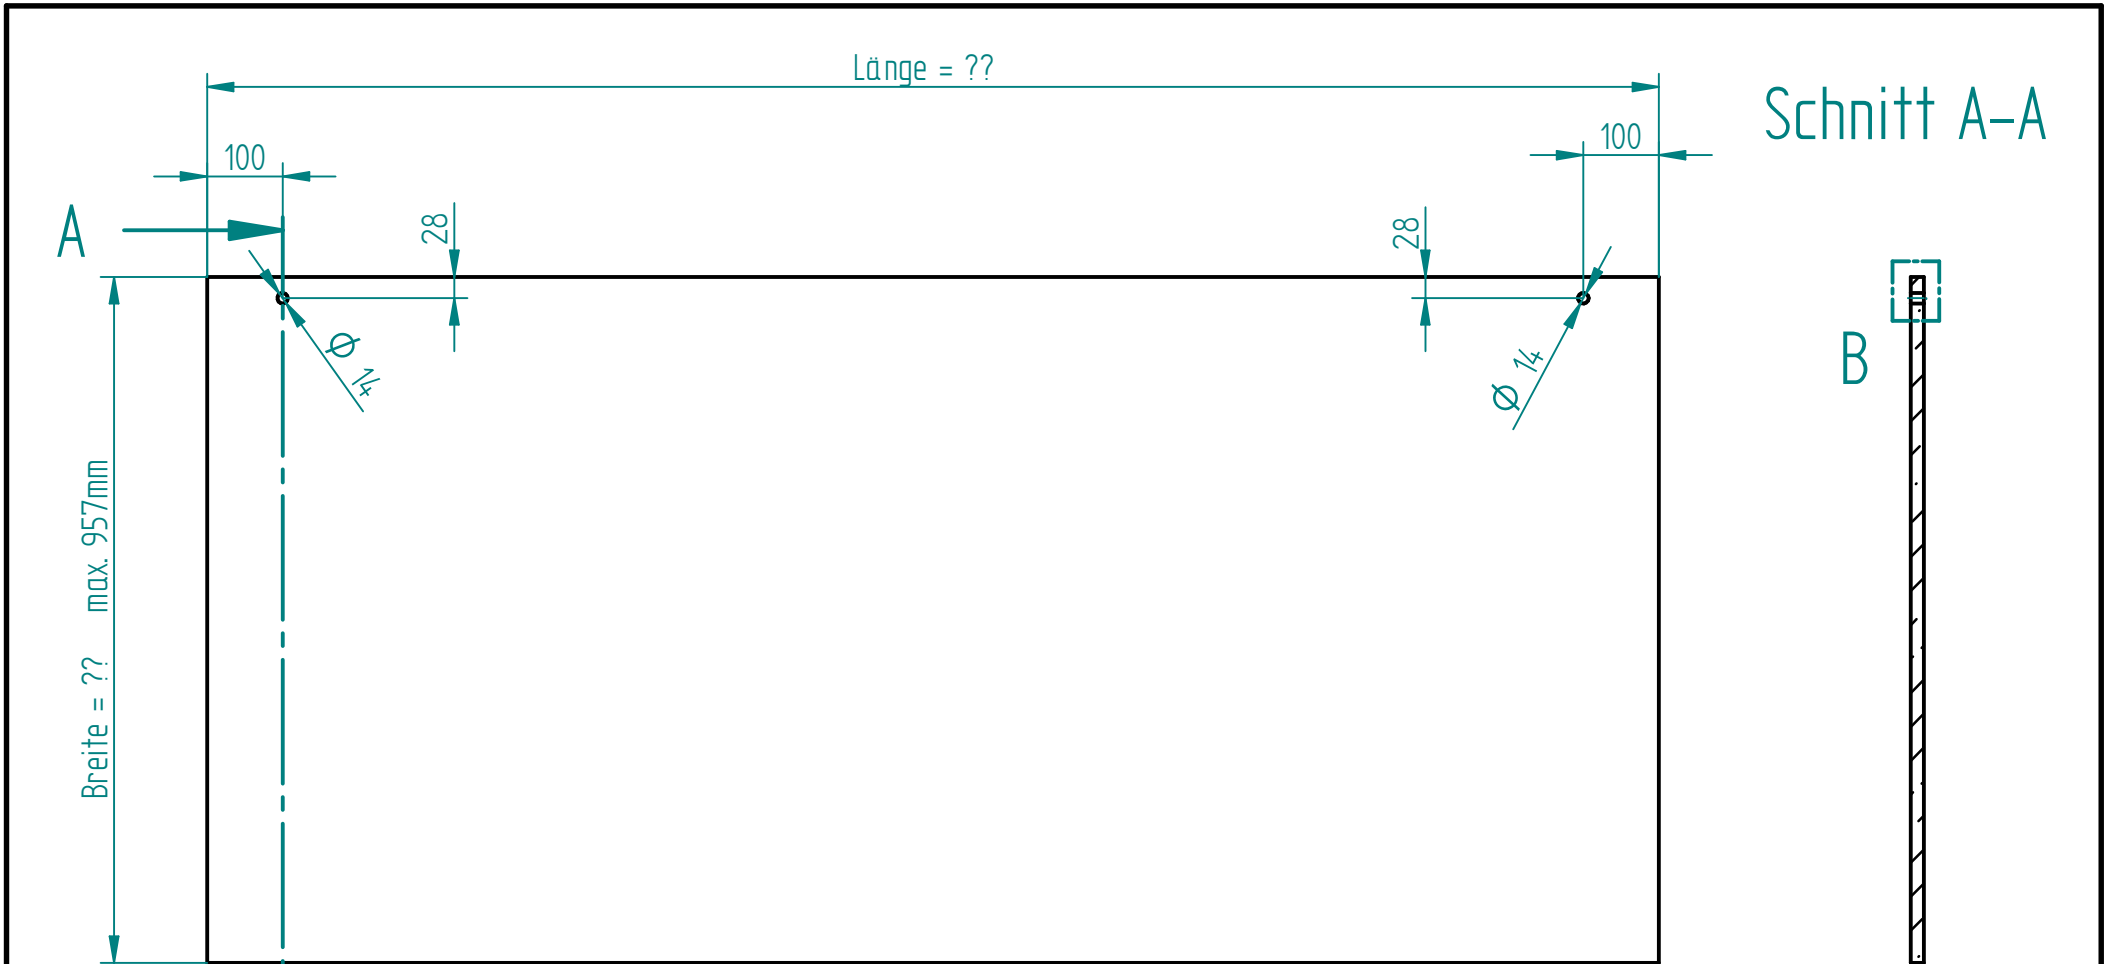 Länge = ??
Schnitt A-A
100
100
A
28
28
Ø 14
Ø 14
B
Breite = ?? max. 957mm